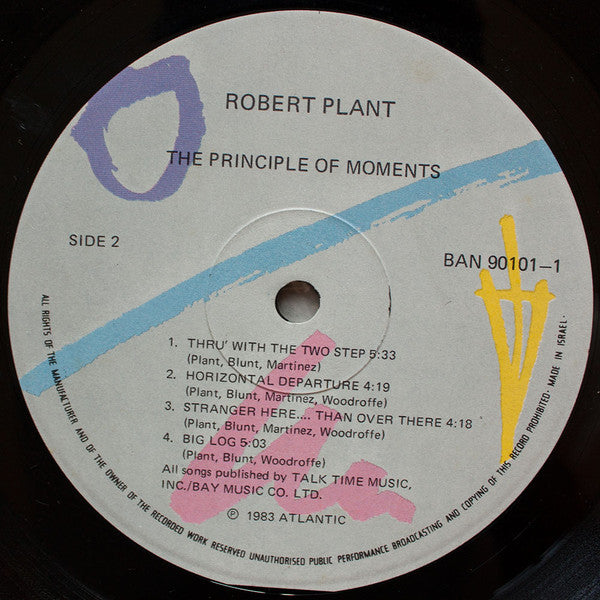 ROBERT PLANT
THE PRINCIPLE OF MOMENTS
SIDE 2
BAN 90101-1
1. THRU' WITH THE TWO STEP 5:33
(Plant, Blunt, Martinez)
2. HORIZONTAL DEPARTURE 4:19
(Plant, Blunt, Martinez, Woodroffe)
3. STRANGER HERE.... THAN OVER THERE 4:18
(Plant, Blunt, Martinez, Woodroffe)
4. BIG LOG 5:03
(Plant, Blunt, Woodroffe)
All songs published by TALK TIME MUSIC,
INC./BAY MUSIC CO. LTD.
℗ 1983 ATLANTIC
ALL RIGHTS OF THE MANUFACTURER AND OF THE OWNER OF THE RECORDED WORK RESERVED UNAUTHORISED PUBLIC PERFORMANCE BROADCASTING AND COPYING OF THIS RECORD PROHIBITED· MADE IN ISRAEL·